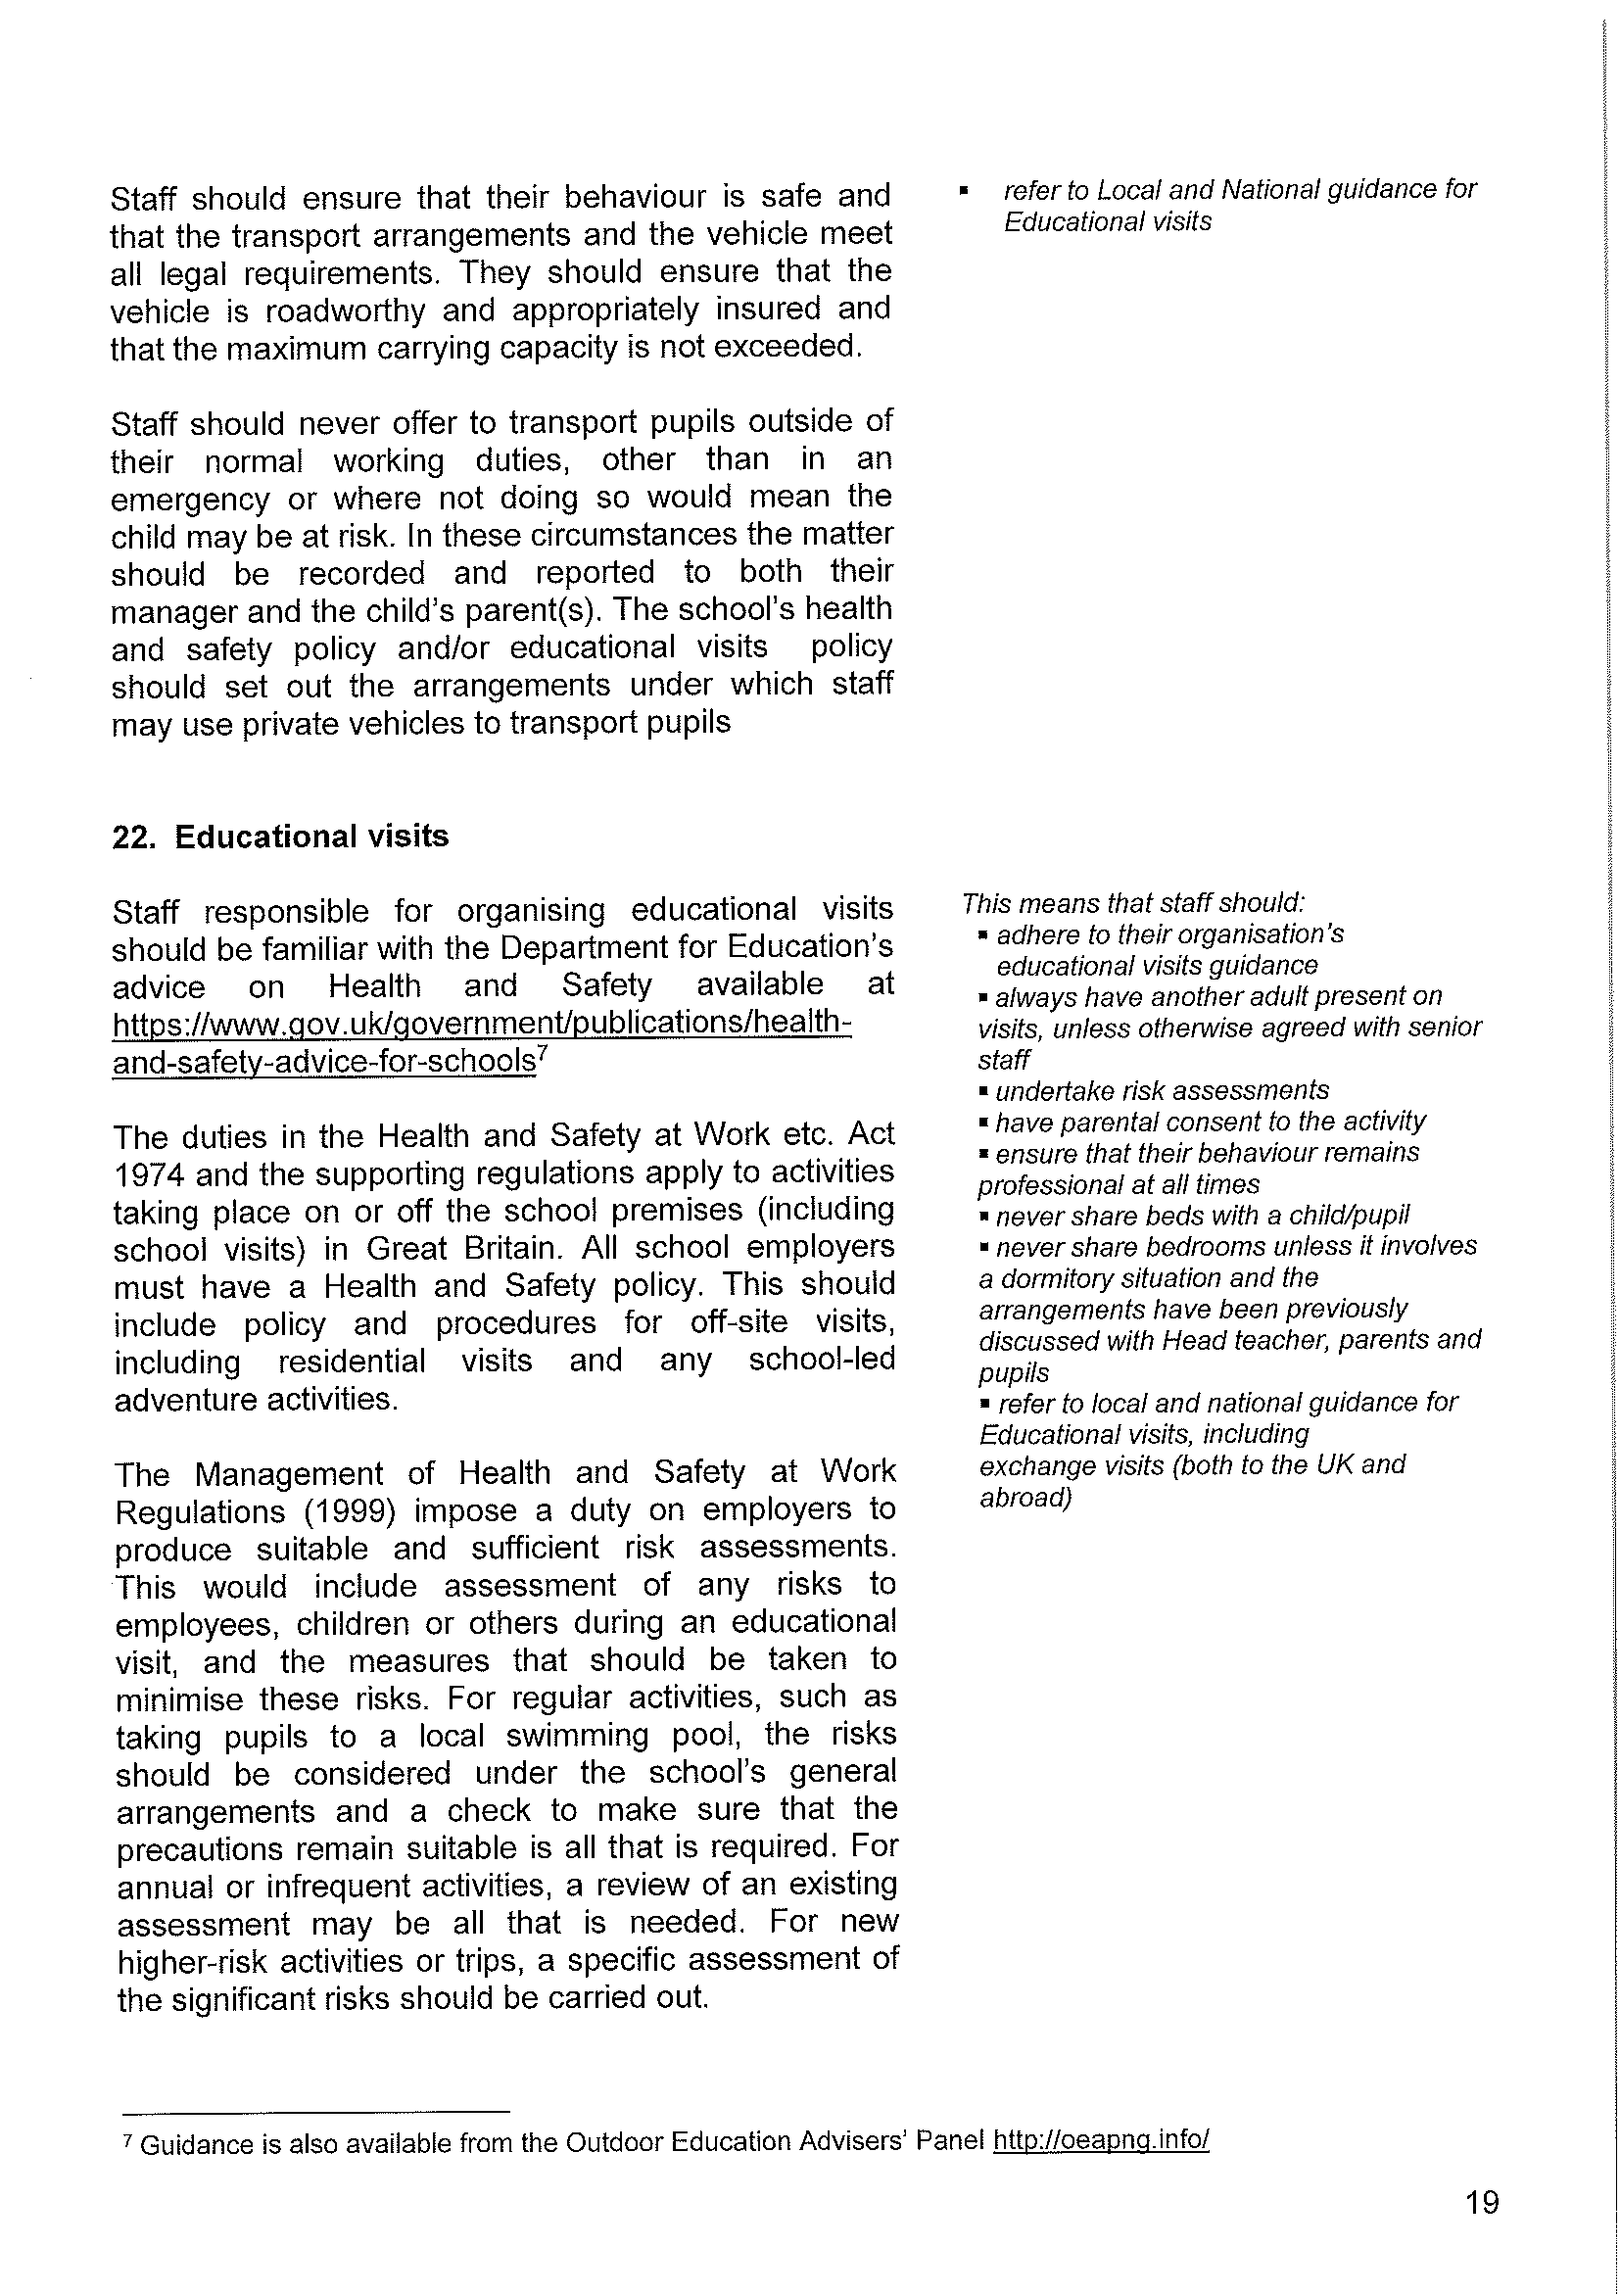 Staff should ensure that their behaviour is safe and
that the transport arrangements and the vehicle meet
all legal requirements. They should ensure that the
vehicle is roadworthy and appropriately insured and
that the maximum carrying capacity is not exceeded.
Staff should never offer to transport pupils outside of
their normal working duties, other than in an
emergency or where not doing so would mean the
child may be at risk. In these circumstances the matter
should be recorded and reported to both their
manager and the child's parent(s). The school's health
and safety policy and/or educational visits policy
should set out the arrangements under which staff
may use private vehicles to transport pupils
▪ refer to Local and National guidance for
Educational visits
22. Educational visits
Staff responsible for organising educational visits
should be familiar with the Department for Education's
advice on Health and Safety available at
https://www.gov.uk/government/publications/health-
and-safety-advice-for-schools⁷
The duties in the Health and Safety at Work etc. Act
1974 and the supporting regulations apply to activities
taking place on or off the school premises (including
school visits) in Great Britain. All school employers
must have a Health and Safety policy. This should
include policy and procedures for off-site visits,
including residential visits and any school-led
adventure activities.
The Management of Health and Safety at Work
Regulations (1999) impose a duty on employers to
produce suitable and sufficient risk assessments.
This would include assessment of any risks to
employees, children or others during an educational
visit, and the measures that should be taken to
minimise these risks. For regular activities, such as
taking pupils to a local swimming pool, the risks
should be considered under the school's general
arrangements and a check to make sure that the
precautions remain suitable is all that is required. For
annual or infrequent activities, a review of an existing
assessment may be all that is needed. For new
higher-risk activities or trips, a specific assessment of
the significant risks should be carried out.
This means that staff should:
▪ adhere to their organisation's
educational visits guidance
▪ always have another adult present on
visits, unless otherwise agreed with senior
staff
▪ undertake risk assessments
▪ have parental consent to the activity
▪ ensure that their behaviour remains
professional at all times
▪ never share beds with a child/pupil
▪ never share bedrooms unless it involves
a dormitory situation and the
arrangements have been previously
discussed with Head teacher, parents and
pupils
▪ refer to local and national guidance for
Educational visits, including
exchange visits (both to the UK and
abroad)
⁷ Guidance is also available from the Outdoor Education Advisers' Panel http://oeapng.info/
19